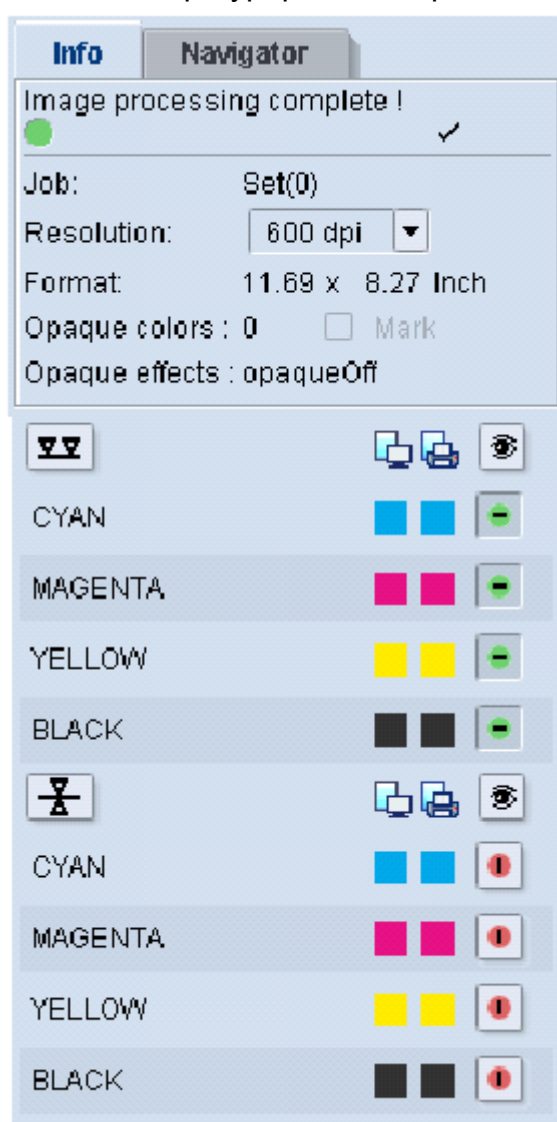 Info Navigator
Image processing complete !
Job: Set(0)
Resolution: 600 dpi
Format: 11.69 x 8.27 Inch
Opaque colors : 0 Mark
Opaque effects : opaqueOff
CYAN
MAGENTA
YELLOW
BLACK
CYAN
MAGENTA
YELLOW
BLACK